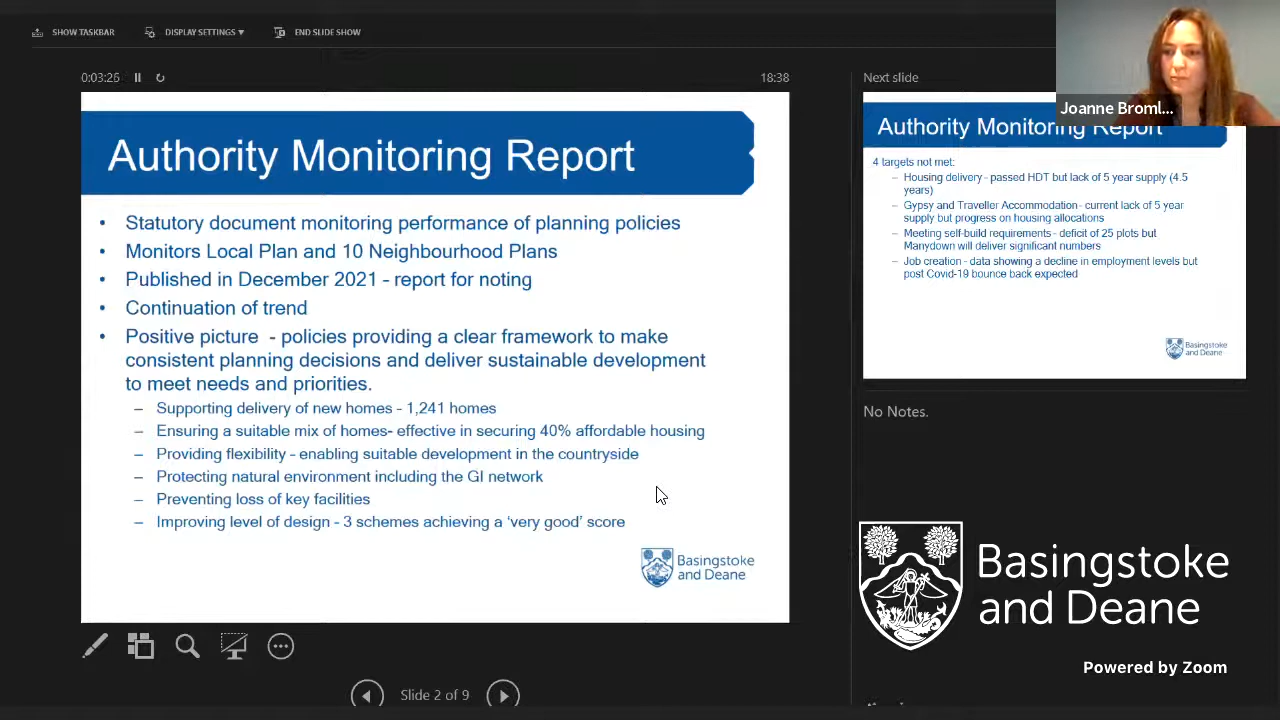 SHOW TASKBAR
DISPLAY SETTINGS ▾
END SLIDE SHOW
0:03:25
18:38
Next slide
Authority Monitoring Report
• Statutory document monitoring performance of planning policies
• Monitors Local Plan and 10 Neighbourhood Plans
• Published in December 2021 - report for noting
• Continuation of trend
• Positive picture - policies providing a clear framework to make
consistent planning decisions and deliver sustainable development
to meet needs and priorities.
– Supporting delivery of new homes - 1,241 homes
– Ensuring a suitable mix of homes- effective in securing 40% affordable housing
– Providing flexibility – enabling suitable development in the countryside
– Protecting natural environment including the GI network
– Preventing loss of key facilities
– Improving level of design - 3 schemes achieving a ‘very good’ score
Basingstoke
and Deane
Slide 2 of 9
Joanne Broml...
Authority Monitoring Report
4 targets not met:
– Housing delivery - passed HDT but lack of 5 year supply (4.5
years)
– Gypsy and Traveller Accommodation- current lack of 5 year
supply but progress on housing allocations
– Meeting self-build requirements - deficit of 25 plots but
Manydown will deliver significant numbers
– Job creation - data showing a decline in employment levels but
post Covid-19 bounce back expected
Basingstoke
and Deane
No Notes.
Basingstoke
and Deane
Powered by Zoom